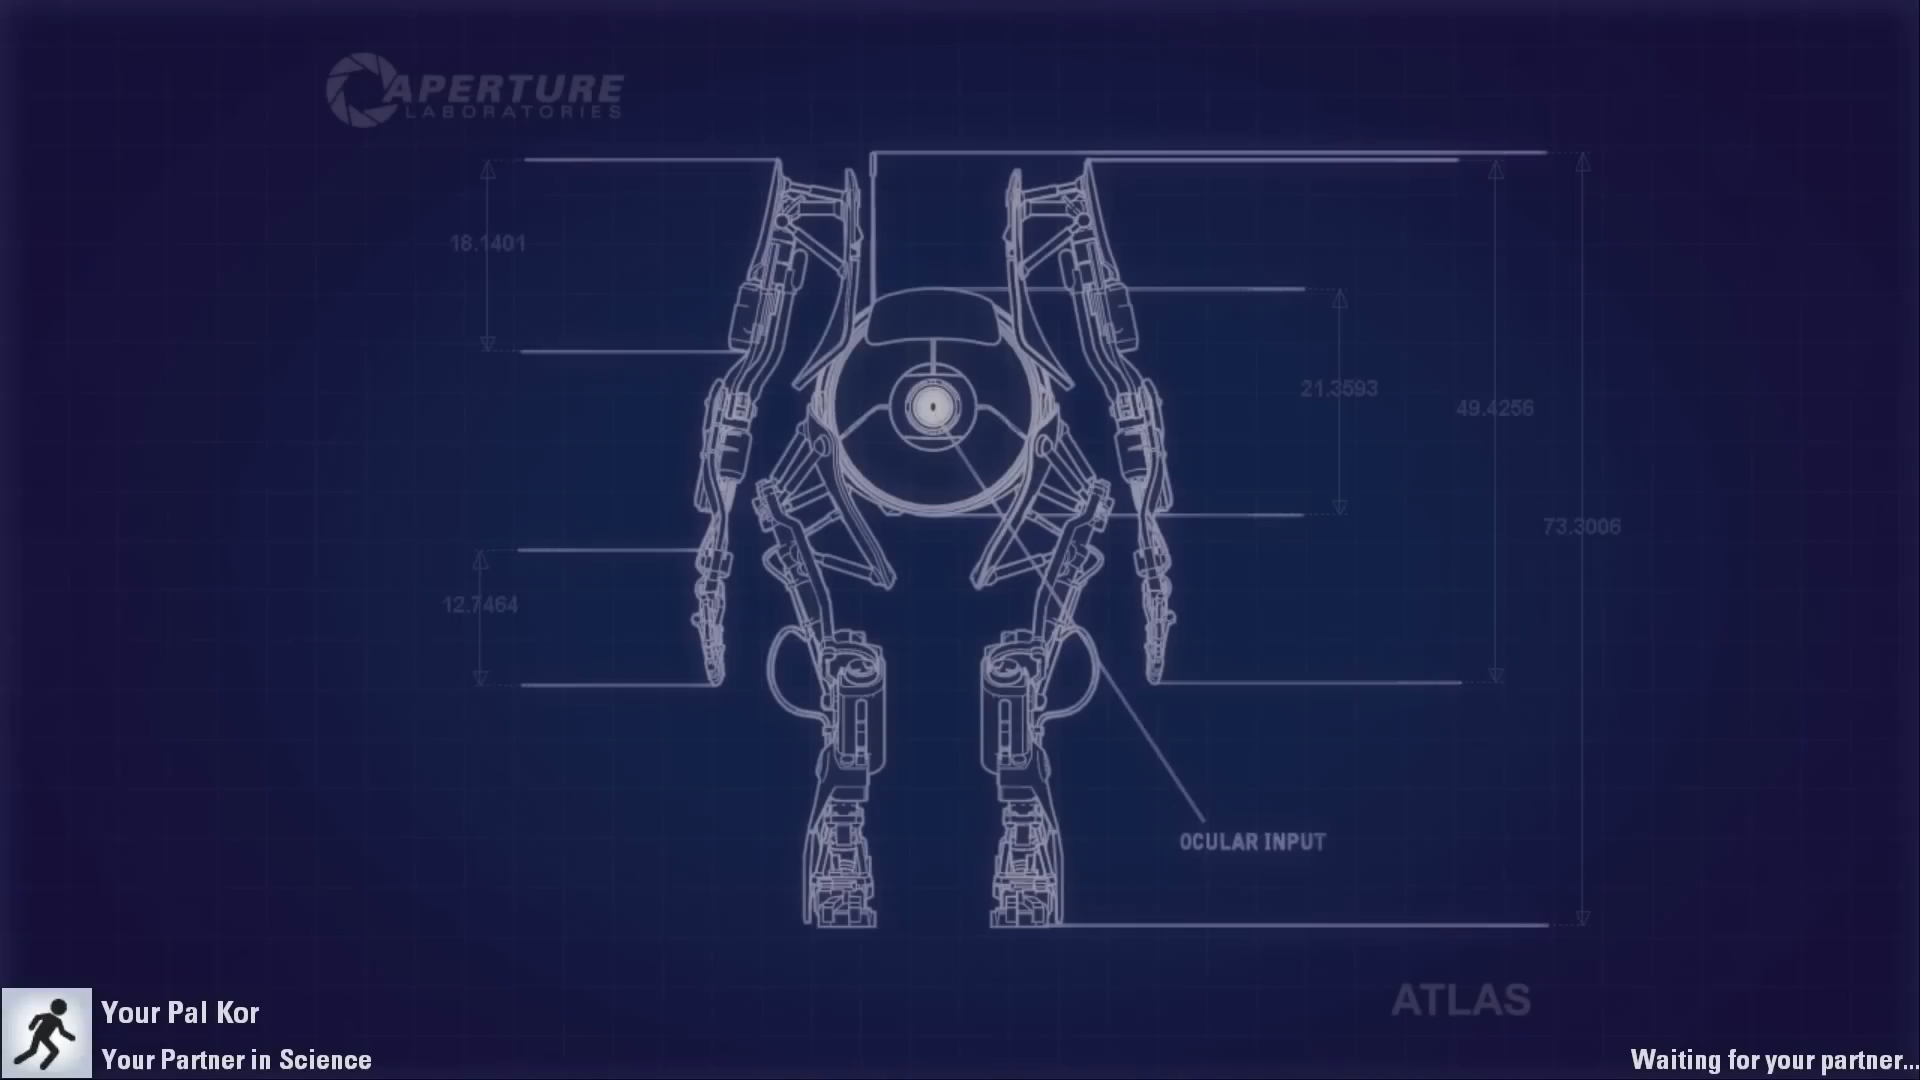 APERTURE
LABORATORIES
18.1401
21.3593
49.4256
73.3006
12.7464
OCULAR INPUT
ATLAS
Your Pal Kor
Your Partner in Science
Waiting for your partner...